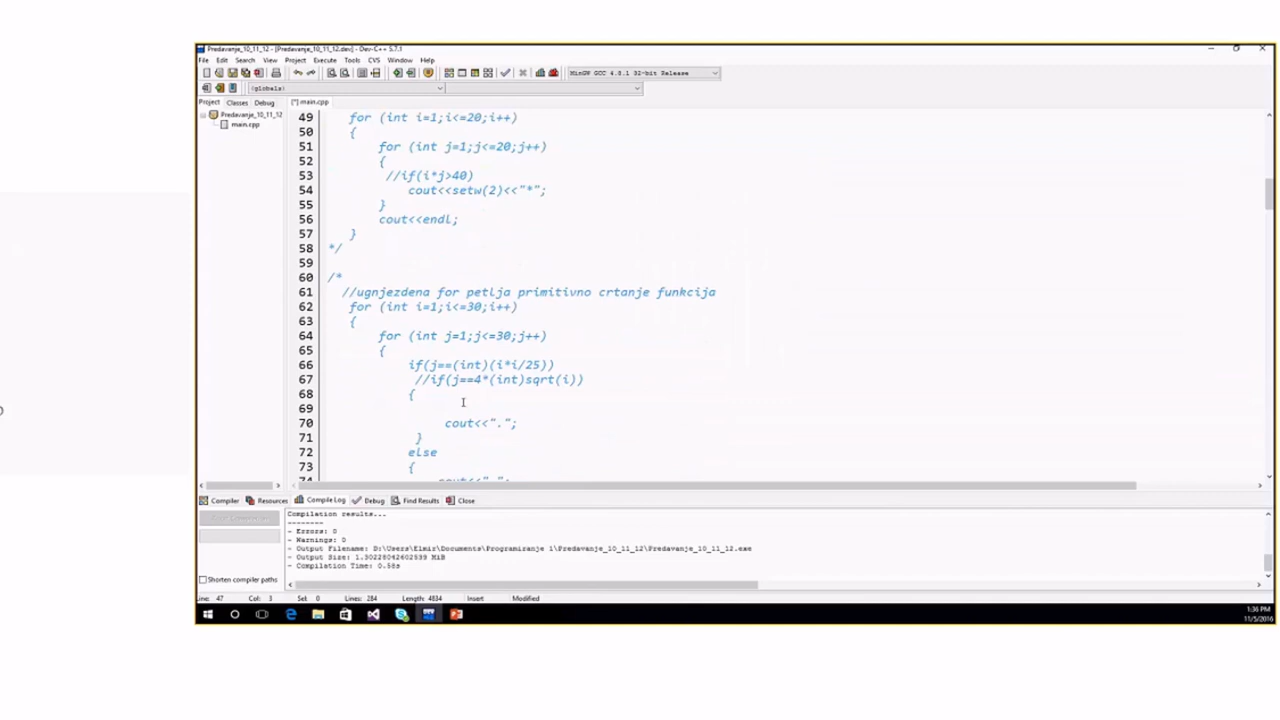 Predavanje_10_11_12 - [Predavanje_10_11_12.dev] - Dev-C++ 5.7.1
File Edit Search View Project Execute Tools CVS Window Help
MinGW GCC 4.8.1 32-bit Release
(globals)
Project Classes Debug
[*] main.cpp
Predavanje_10_11_12
main.cpp
49 for (int i=1;i<=20;i++)
50 {
51 for (int j=1;j<=20;j++)
52 {
53 //if(i*j>40)
54 cout<<setw(2)<<"*";
55 }
56 cout<<endl;
57 }
58 */
59
60 /*
61 //ugnjezdena for petlja primitivno crtanje funkcija
62 for (int i=1;i<=30;i++)
63 {
64 for (int j=1;j<=30;j++)
65 {
66 if(j==(int)(i*i/25))
67 //if(j==4*(int)sqrt(i))
68 {
69
70 cout<<".";
71 }
72 else
73 {
Compiler Resources Compile Log Debug Find Results Close
Compilation results...
--------
- Errors: 0
- Warnings: 0
- Output Filename: D:\Users\Elmir\Documents\Programiranje 1\Predavanje_10_11_12\Predavanje_10_11_12.exe
- Output Size: 1.30228042602539 MiB
- Compilation Time: 0.58s
Shorten compiler paths
Line: 47 Col: 3 Sel: 0 Lines: 284 Length: 4834 Insert Modified
1:36 PM
11/5/2016